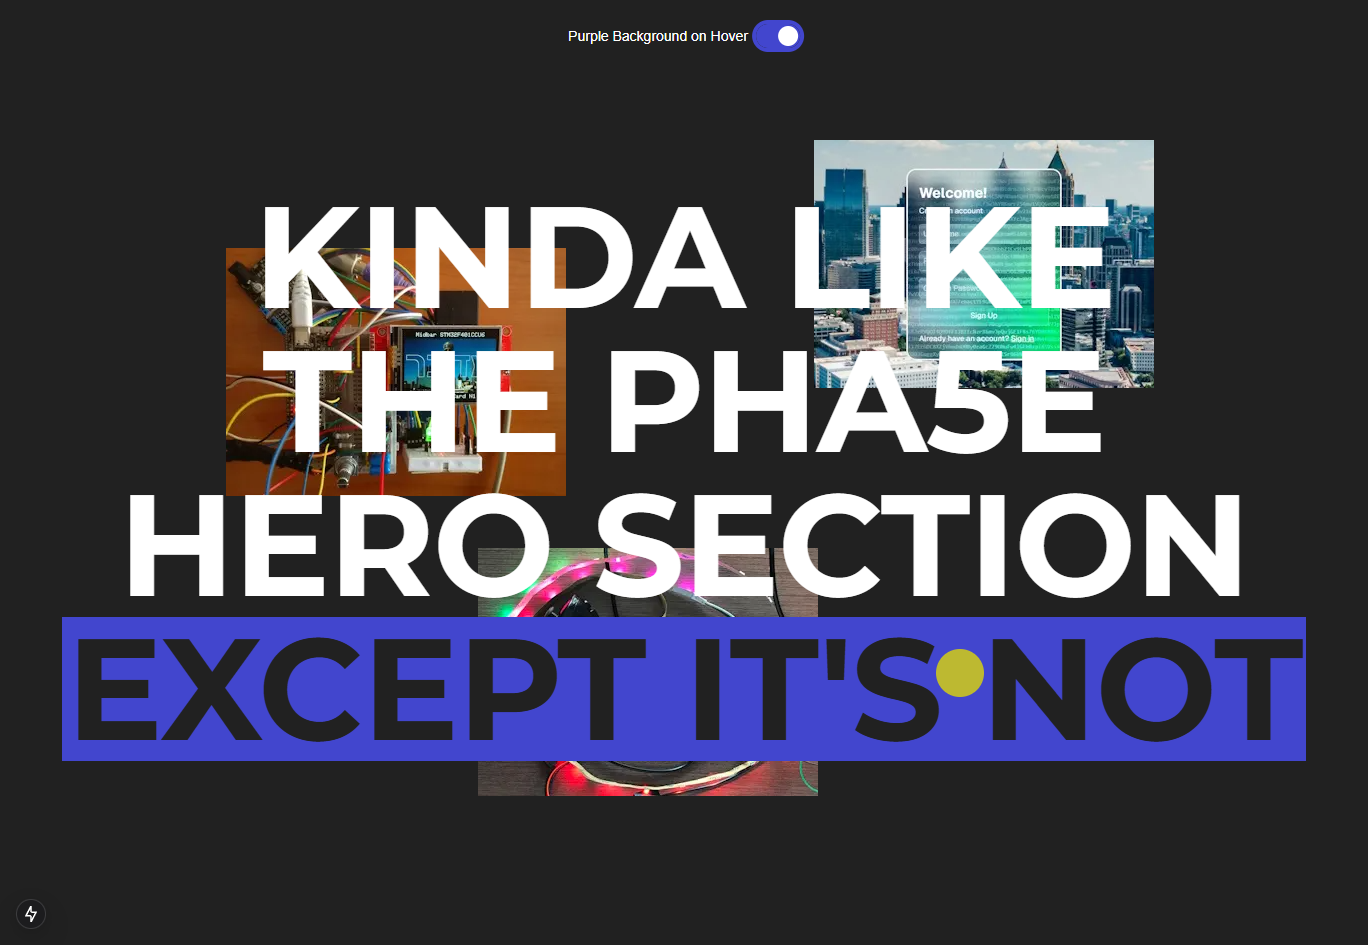 Purple Background on Hover
Welcome!
account
KINDA LIKE
Sign Up
Already have an account? Sign in
Midbar STM32F401CCU6
THE PHA5E
HERO SECTION
EXCEPT IT'S NOT